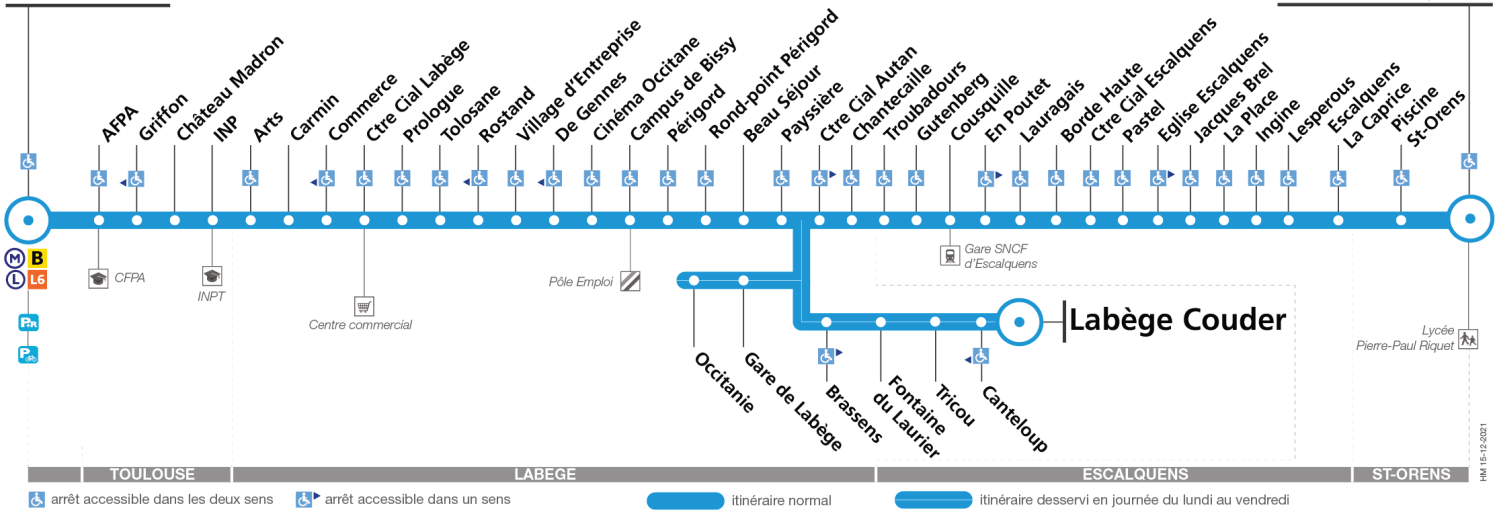 AFPA
Griffon
Château Madron
INP
Arts
Carmin
Commerce
Ctre Cial Labège
Prologue
Tolosane
Rostand
Village d'Entreprise
De Gennes
Cinéma Occitane
Campus de Bissy
Périgord
Rond-point Périgord
Beau Séjour
Payssière
Ctre Cial Autan
Chantecaille
Troubadours
Gutenberg
Cousquille
En Poutet
Lauragais
Borde Haute
Ctre Cial Escalquens
Pastel
Eglise Escalquens
Jacques Brel
La Place
Ingine
Lesperous
Escalquens
La Caprice
Piscine
St-Orens
M B
L L6
P+R
P
CFPA
INPT
Centre commercial
Pôle Emploi
Gare SNCF
d'Escalquens
Labège Couder
Lycée
Pierre-Paul Riquet
Occitanie
Gare de Labège
Brassens
Fontaine
du Laurier
Tricou
Canteloup
HM 15-12-2021
TOULOUSE
LABEGE
ESCALQUENS
ST-ORENS
arrêt accessible dans les deux sens
arrêt accessible dans un sens
itinéraire normal
itinéraire desservi en journée du lundi au vendredi